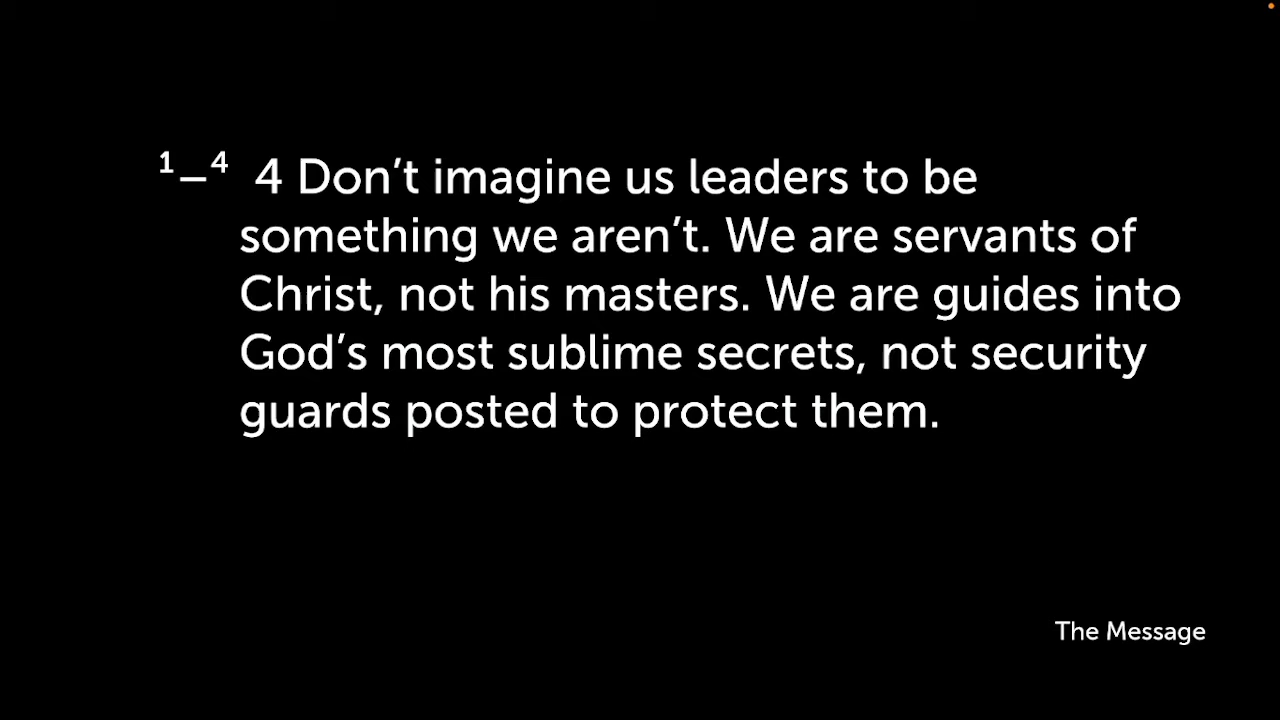 ¹–⁴ 4 Don’t imagine us leaders to be
something we aren’t. We are servants of
Christ, not his masters. We are guides into
God’s most sublime secrets, not security
guards posted to protect them.
The Message